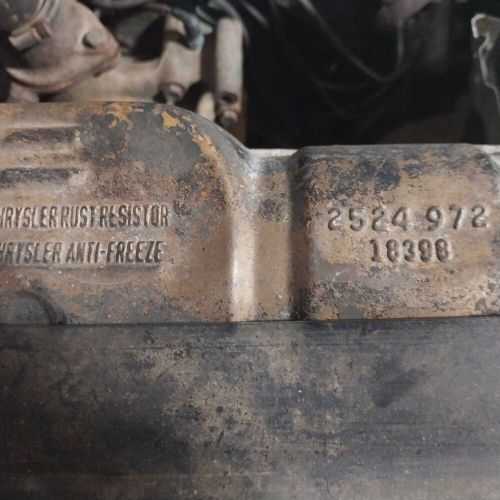 HRYSLER RUST RESISTOR
HRYSLER ANTI-FREEZE
2524 972
18398